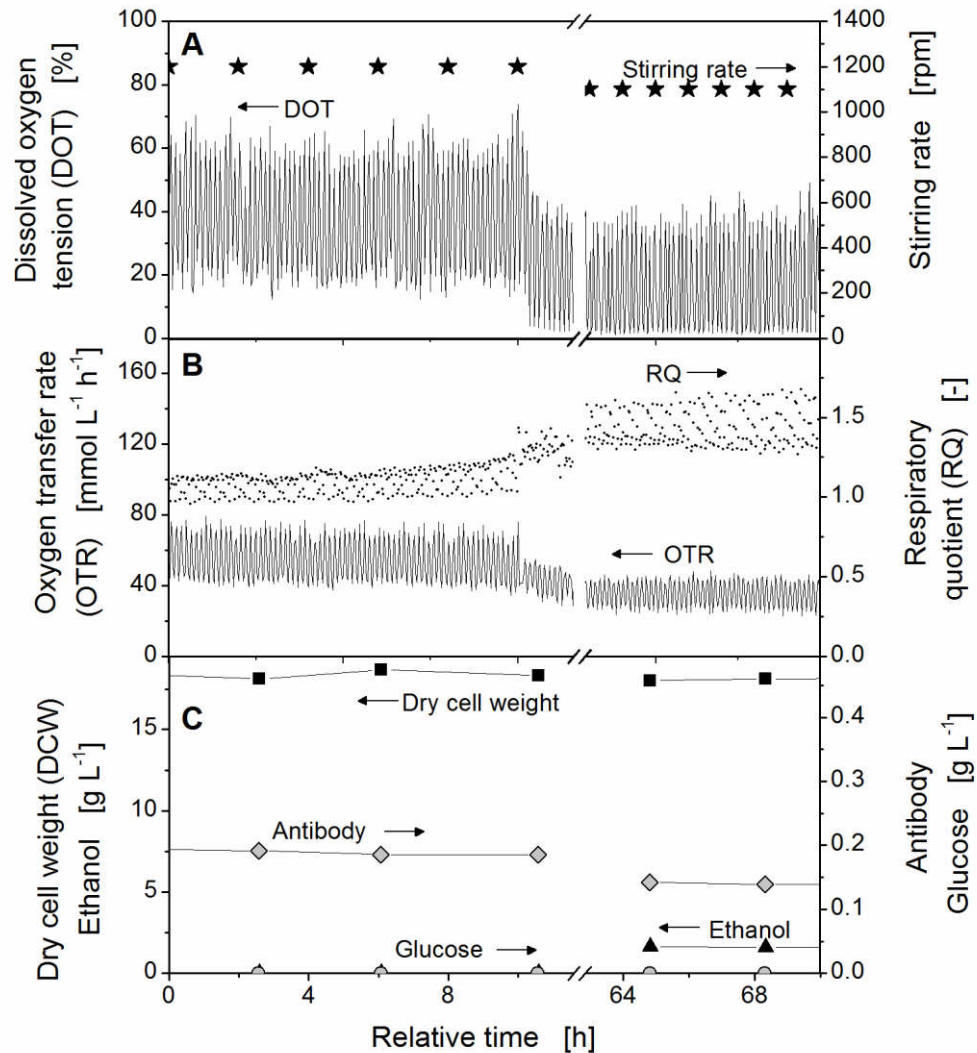 A
Dissolved oxygen
tension (DOT) [%]
100
80
60
40
20
0
DOT
Stirring rate
1400
1200
1000
800
600
400
200
0
Stirring rate [rpm]
B
Oxygen transfer rate
(OTR) [mmol L⁻¹ h⁻¹]
160
120
80
40
0
RQ
OTR
1.5
1.0
0.5
0.0
Respiratory
quotient (RQ) [-]
C
Dry cell weight (DCW)
Ethanol [g L⁻¹]
15
10
5
0
Dry cell weight
Antibody
Glucose
Ethanol
0.4
0.3
0.2
0.1
0.0
Antibody
Glucose [g L⁻¹]
0 4 8 64 68
Relative time [h]